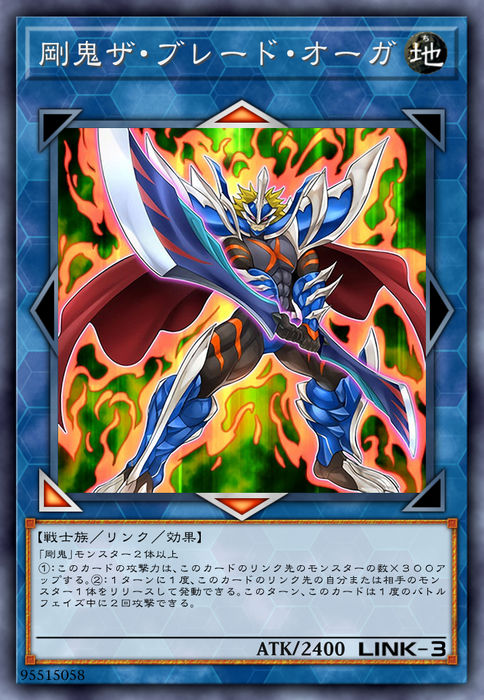 剛鬼ザ・ブレード・オーガ
地
ち
【戦士族／リンク／効果】
「剛鬼」モンスター２体以上
①：このカードの攻撃力は、このカードのリンク先のモンスターの数×３００ア
ップする。②：１ターンに１度、このカードのリンク先の自分または相手のモン
スター１体をリリースして発動できる。このターン、このカードは１度のバトル
フェイズ中に２回攻撃できる。
ATK/2400 LINK-3
95515058